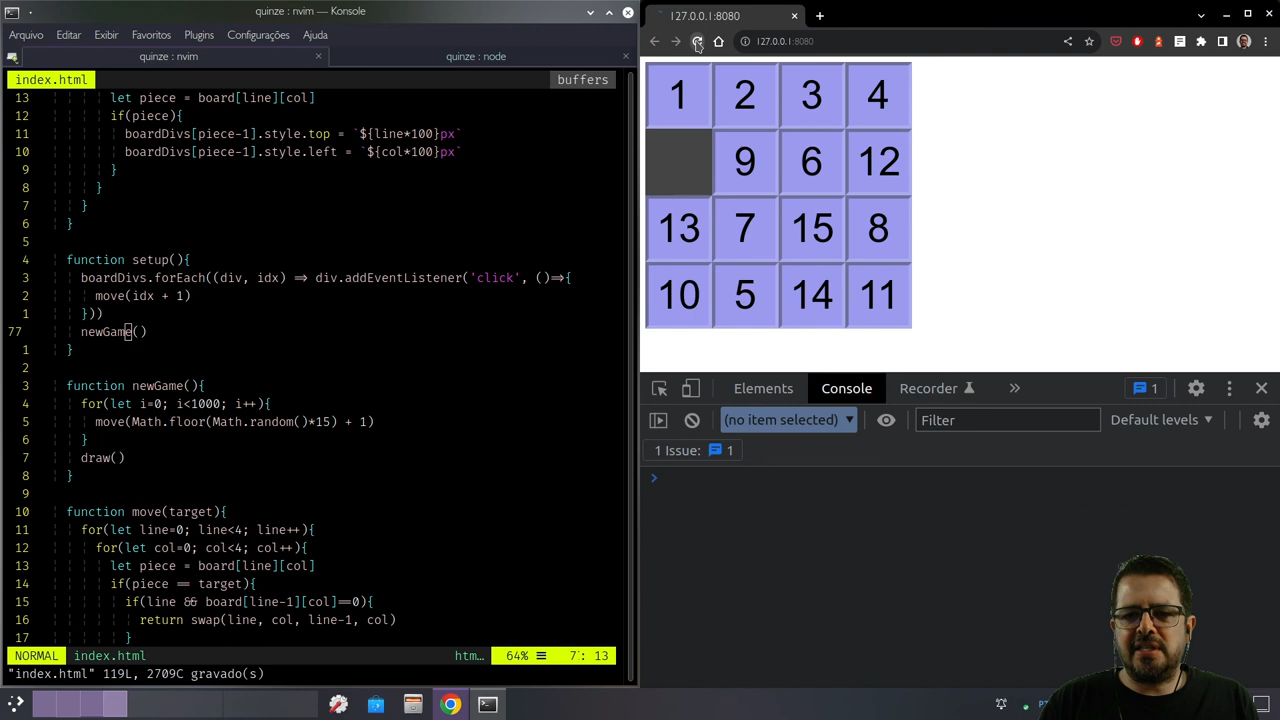 quinze : nvim — Konsole
Arquivo Editar Exibir Favoritos Plugins Configurações Ajuda
quinze : nvim
quinze : node
index.html
buffers
13 let piece = board[line][col]
12 if(piece){
11 boardDivs[piece-1].style.top = `${line*100}px`
10 boardDivs[piece-1].style.left = `${col*100}px`
9 }
8 }
7 }
6 }
5
4 function setup(){
3 boardDivs.forEach((div, idx) => div.addEventListener('click', ()=>{
2 move(idx + 1)
1 }))
77 newGame()
1 }
2
3 function newGame(){
4 for(let i=0; i<1000; i++){
5 move(Math.floor(Math.random()*15) + 1)
6 }
7 draw()
8 }
9
10 function move(target){
11 for(let line=0; line<4; line++){
12 for(let col=0; col<4; col++){
13 let piece = board[line][col]
14 if(piece == target){
15 if(line && board[line-1][col]==0){
16 return swap(line, col, line-1, col)
17 }
NORMAL index.html htm… 64% 7: 13
"index.html" 119L, 2709C gravado(s)
127.0.0.1:8080
127.0.0.1:8080
1 2 3 4
9 6 12
13 7 15 8
10 5 14 11
Elements Console Recorder 1
(no item selected) Filter Default levels
1 Issue: 1